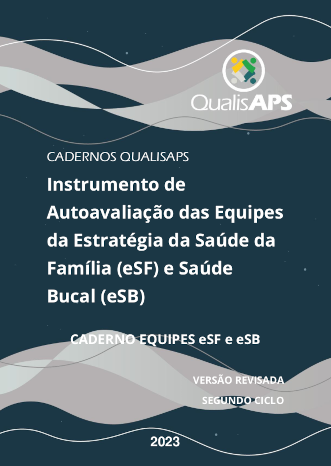 QualisAPS
CADERNOS QUALISAPS
Instrumento de
Autoavaliação das Equipes
da Estratégia da Saúde da
Família (eSF) e Saúde
Bucal (eSB)
CADERNO EQUIPES eSF e eSB
VERSÃO REVISADA
SEGUNDO CICLO
2023